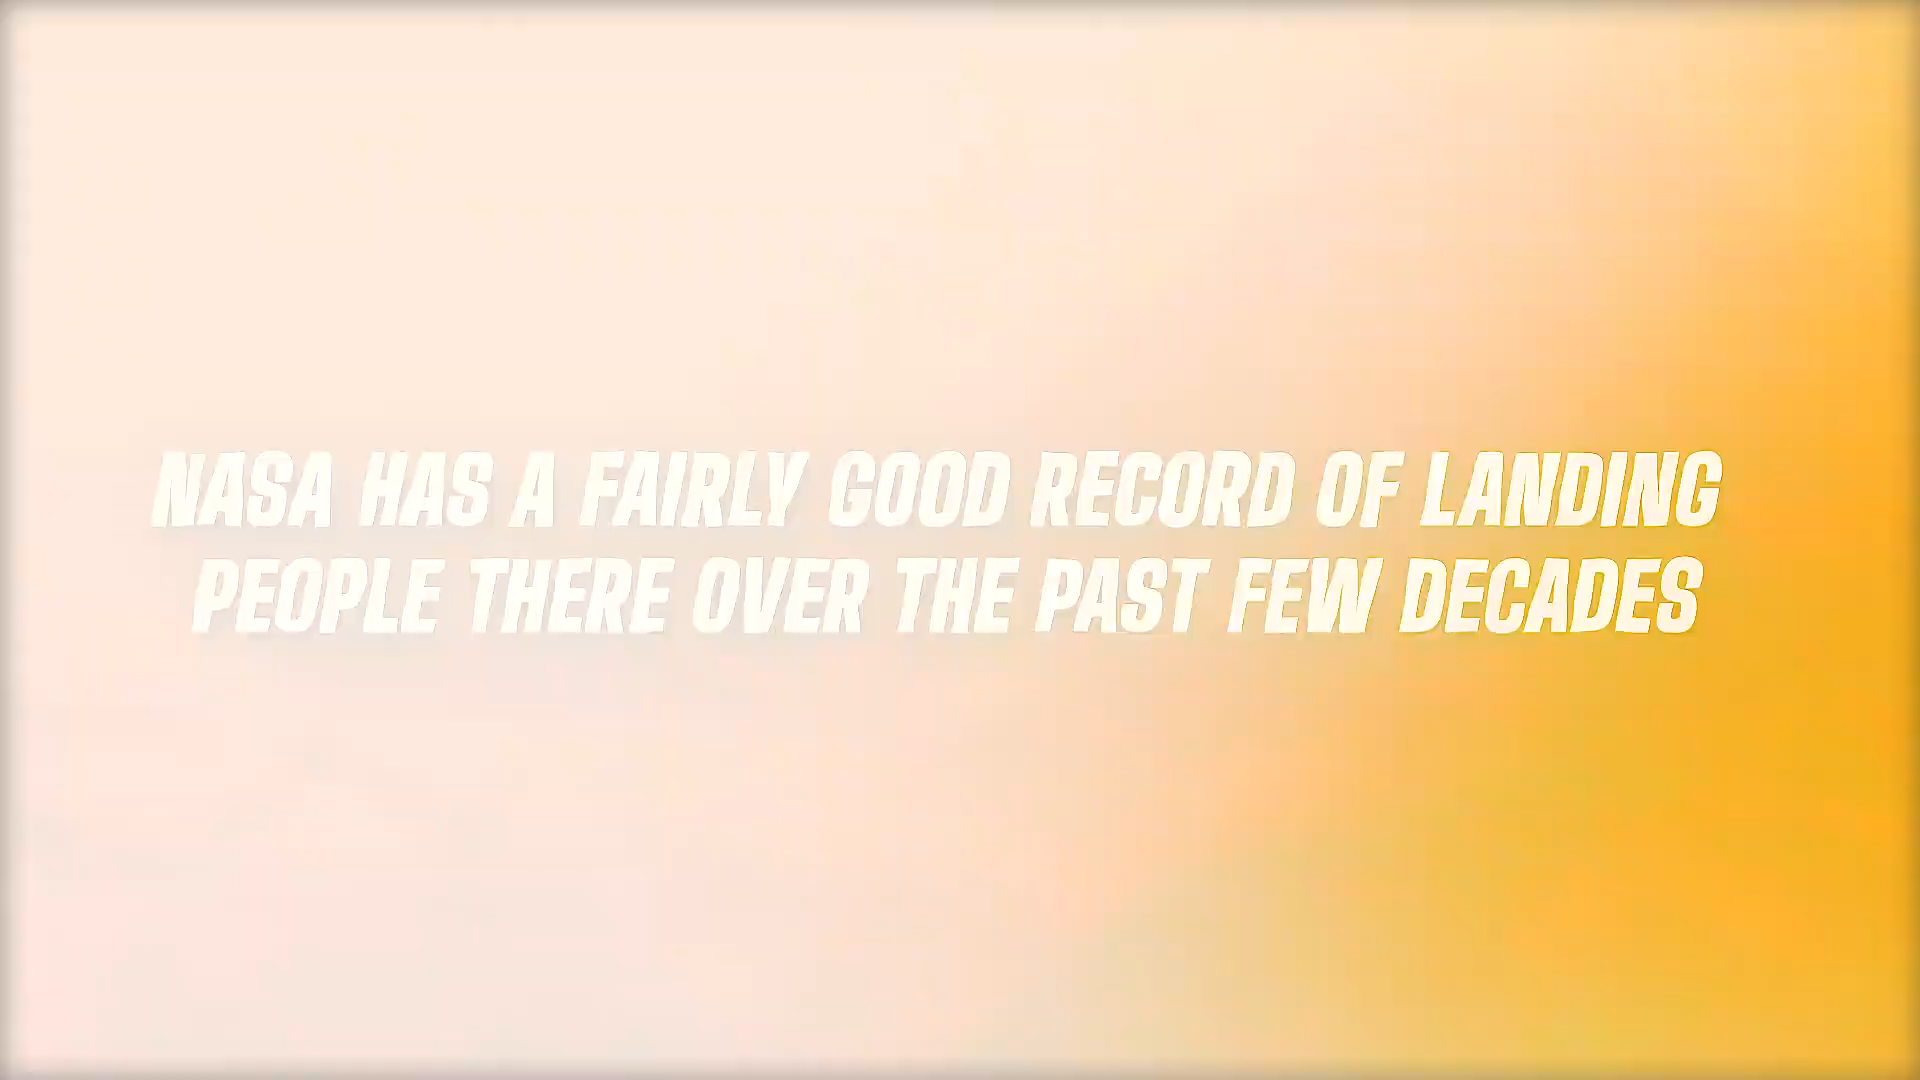 NASA HAS A FAIRLY GOOD RECORD OF LANDING
PEOPLE THERE OVER THE PAST FEW DECADES